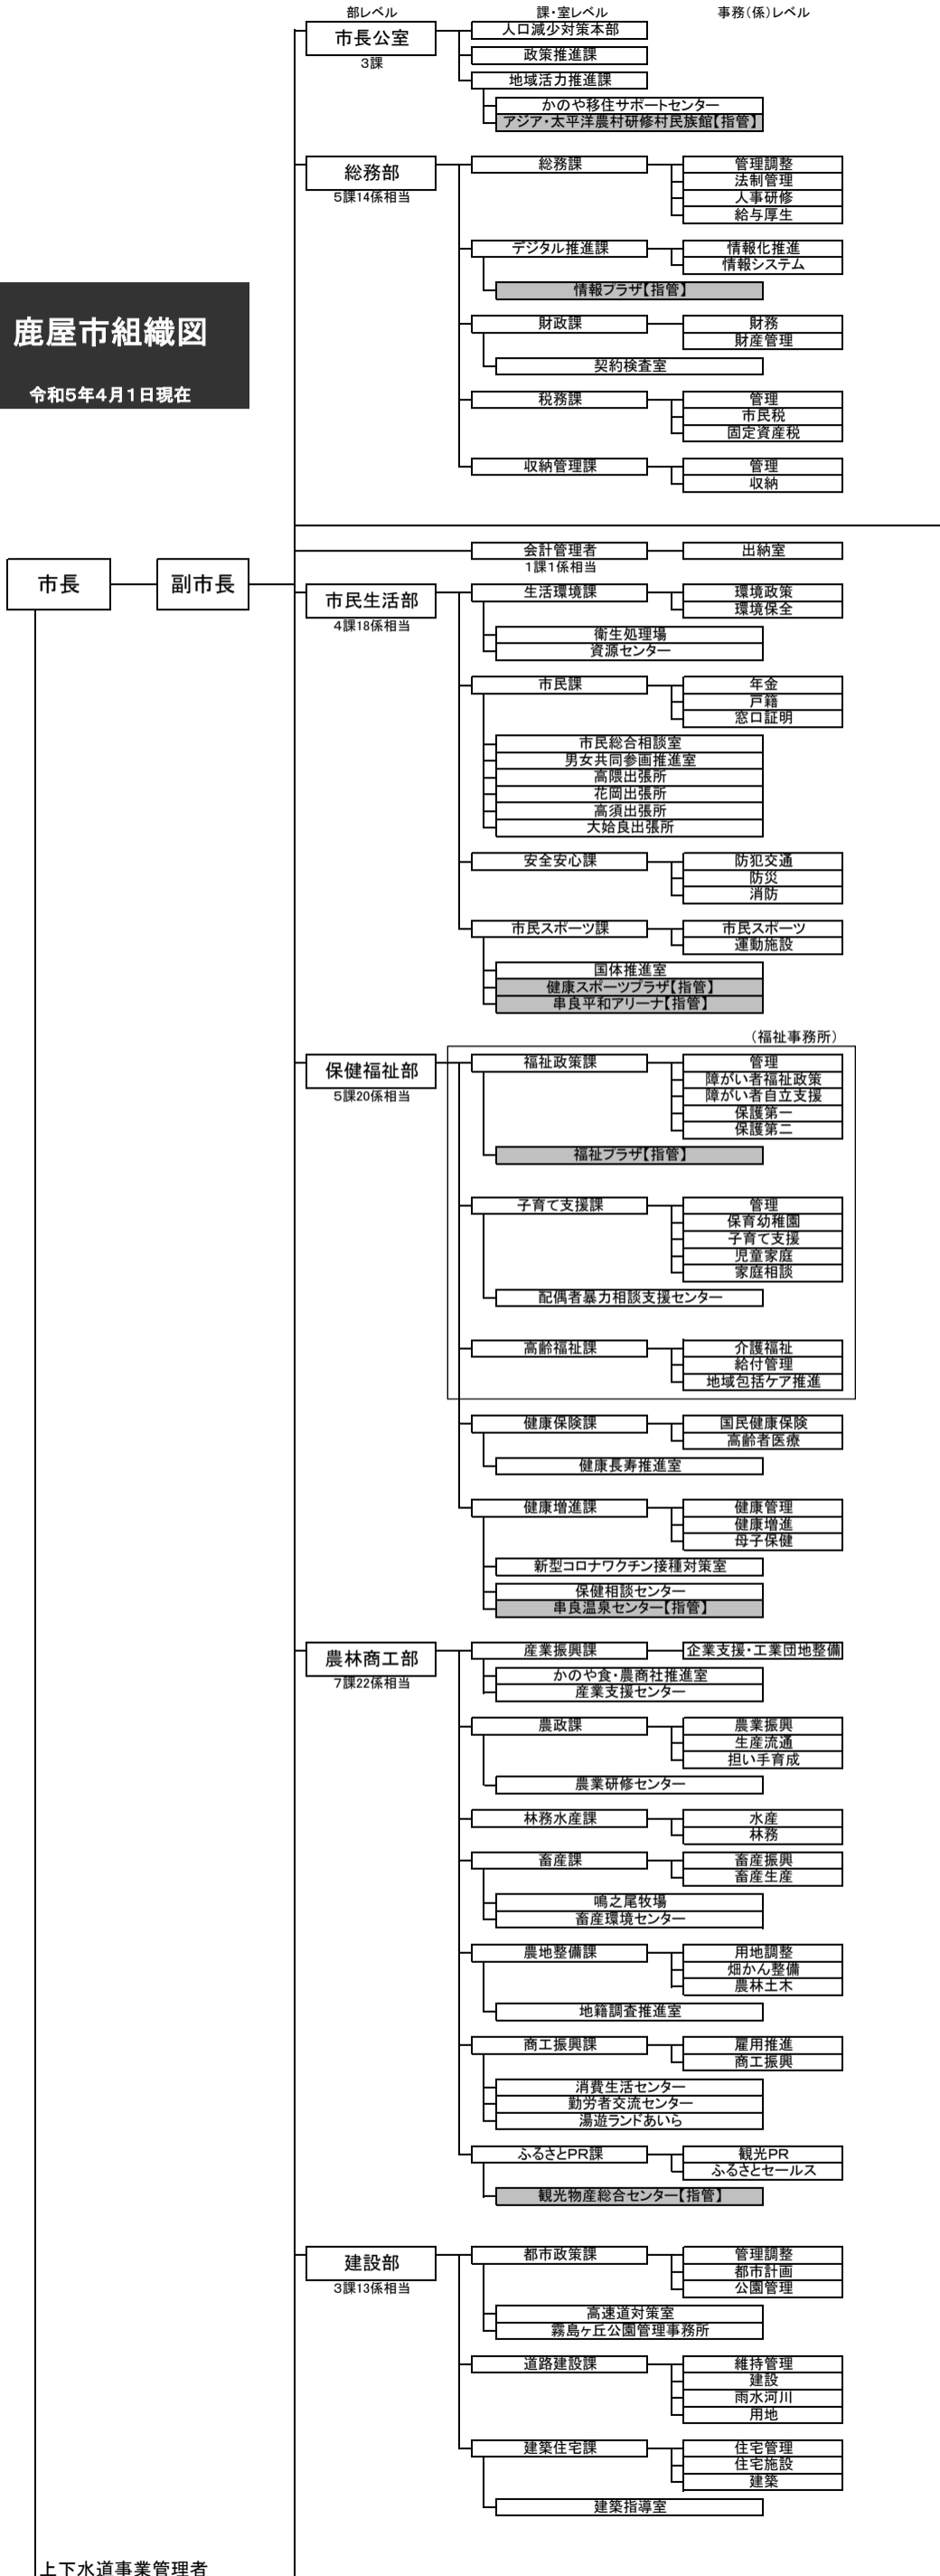 部レベル
課・室レベル
事務(係)レベル
市長公室
3課
人口減少対策本部
政策推進課
地域活力推進課
かのや移住サポートセンター
アジア・太平洋農村研修村民族館【指管】
総務部
5課14係相当
総務課
管理調整
法制管理
人事研修
給与厚生
デジタル推進課
情報化推進
情報システム
情報プラザ【指管】
鹿屋市組織図
令和5年4月1日現在
財政課
財務
財産管理
契約検査室
税務課
管理
市民税
固定資産税
収納管理課
管理
収納
市長
副市長
会計管理者
1課1係相当
出納室
市民生活部
4課18係相当
生活環境課
環境政策
環境保全
衛生処理場
資源センター
市民課
年金
戸籍
窓口証明
市民総合相談室
男女共同参画推進室
高隈出張所
花岡出張所
高須出張所
大姶良出張所
安全安心課
防犯交通
防災
消防
市民スポーツ課
市民スポーツ
運動施設
国体推進室
健康スポーツプラザ【指管】
串良平和アリーナ【指管】
(福祉事務所)
保健福祉部
5課20係相当
福祉政策課
管理
障がい者福祉政策
障がい者自立支援
保護第一
保護第二
福祉プラザ【指管】
子育て支援課
管理
保育幼稚園
子育て支援
児童家庭
家庭相談
配偶者暴力相談支援センター
高齢福祉課
介護福祉
給付管理
地域包括ケア推進
健康保険課
国民健康保険
高齢者医療
健康長寿推進室
健康増進課
健康管理
健康増進
母子保健
新型コロナワクチン接種対策室
保健相談センター
串良温泉センター【指管】
農林商工部
7課22係相当
産業振興課
企業支援・工業団地整備
かのや食・農商社推進室
産業支援センター
農政課
農業振興
生産流通
担い手育成
農業研修センター
林務水産課
水産
林務
畜産課
畜産振興
畜産生産
鳴之尾牧場
畜産環境センター
農地整備課
用地調整
畑かん整備
農林土木
地籍調査推進室
商工振興課
雇用推進
商工振興
消費生活センター
勤労者交流センター
湯遊ランドあいら
ふるさとPR課
観光PR
ふるさとセールス
観光物産総合センター【指管】
建設部
3課13係相当
都市政策課
管理調整
都市計画
公園管理
高速道対策室
霧島ヶ丘公園管理事務所
道路建設課
維持管理
建設
雨水河川
用地
建築住宅課
住宅管理
住宅施設
建築
建築指導室
上下水道事業管理者